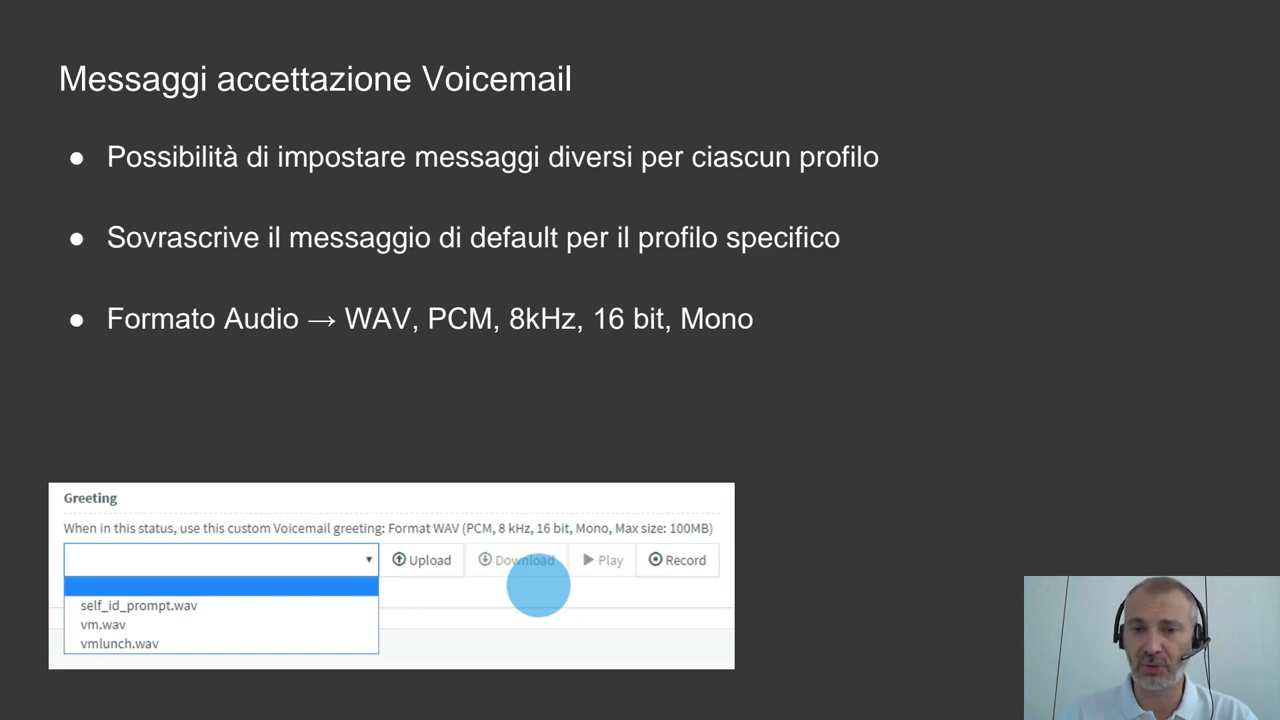 Messaggi accettazione Voicemail
● Possibilità di impostare messaggi diversi per ciascun profilo
● Sovrascrive il messaggio di default per il profilo specifico
● Formato Audio → WAV, PCM, 8kHz, 16 bit, Mono
Greeting
When in this status, use this custom Voicemail greeting: Format WAV (PCM, 8 kHz, 16 bit, Mono, Max size: 100MB)
Upload Download Play Record
self_id_prompt.wav
vm.wav
vmlunch.wav